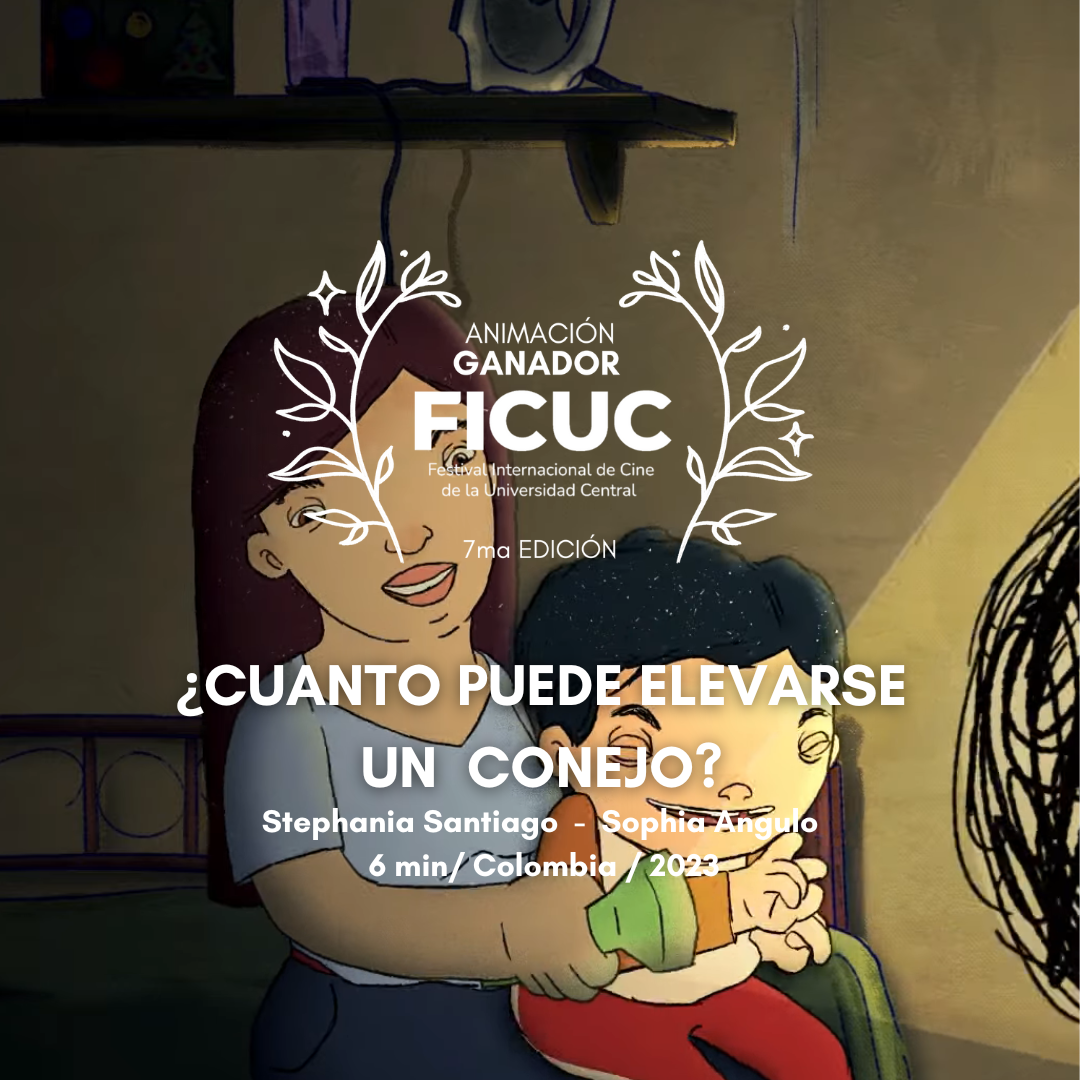 ANIMACIÓN
GANADOR
FICUC
Festival Internacional de Cine
de la Universidad Central
7ma EDICIÓN
¿CUANTO PUEDE ELEVARSE
UN CONEJO?
Stephania Santiago - Sophia Angulo
6 min/ Colombia / 2023